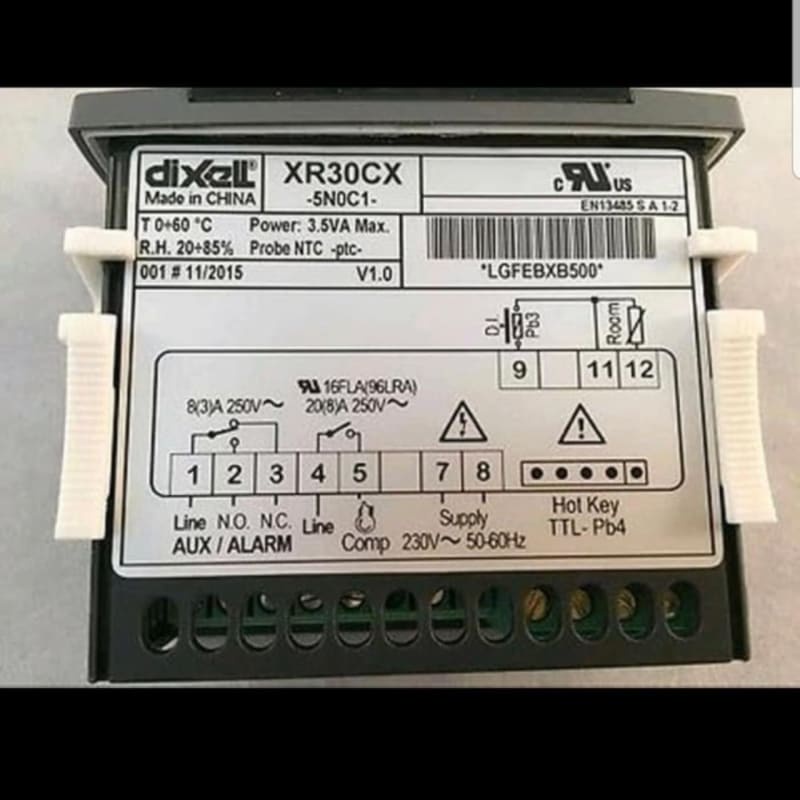 dixell®
Made in CHINA
XR30CX
-5N0C1-
c RU US
EN13485 S A 1-2
T 0÷60 °C Power: 3.5VA Max.
R.H. 20÷85% Probe NTC -ptc-
001 # 11/2015 V1.0
*LGFEBXB500*
D.I.
Pb3
Room
9 11 12
RU 16FLA(96LRA)
8(3)A 250V~ 20(8)A 250V~
1 2 3 4 5 7 8
Line N.O. N.C. Line Supply Hot Key
AUX / ALARM Comp 230V~ 50-60Hz TTL- Pb4